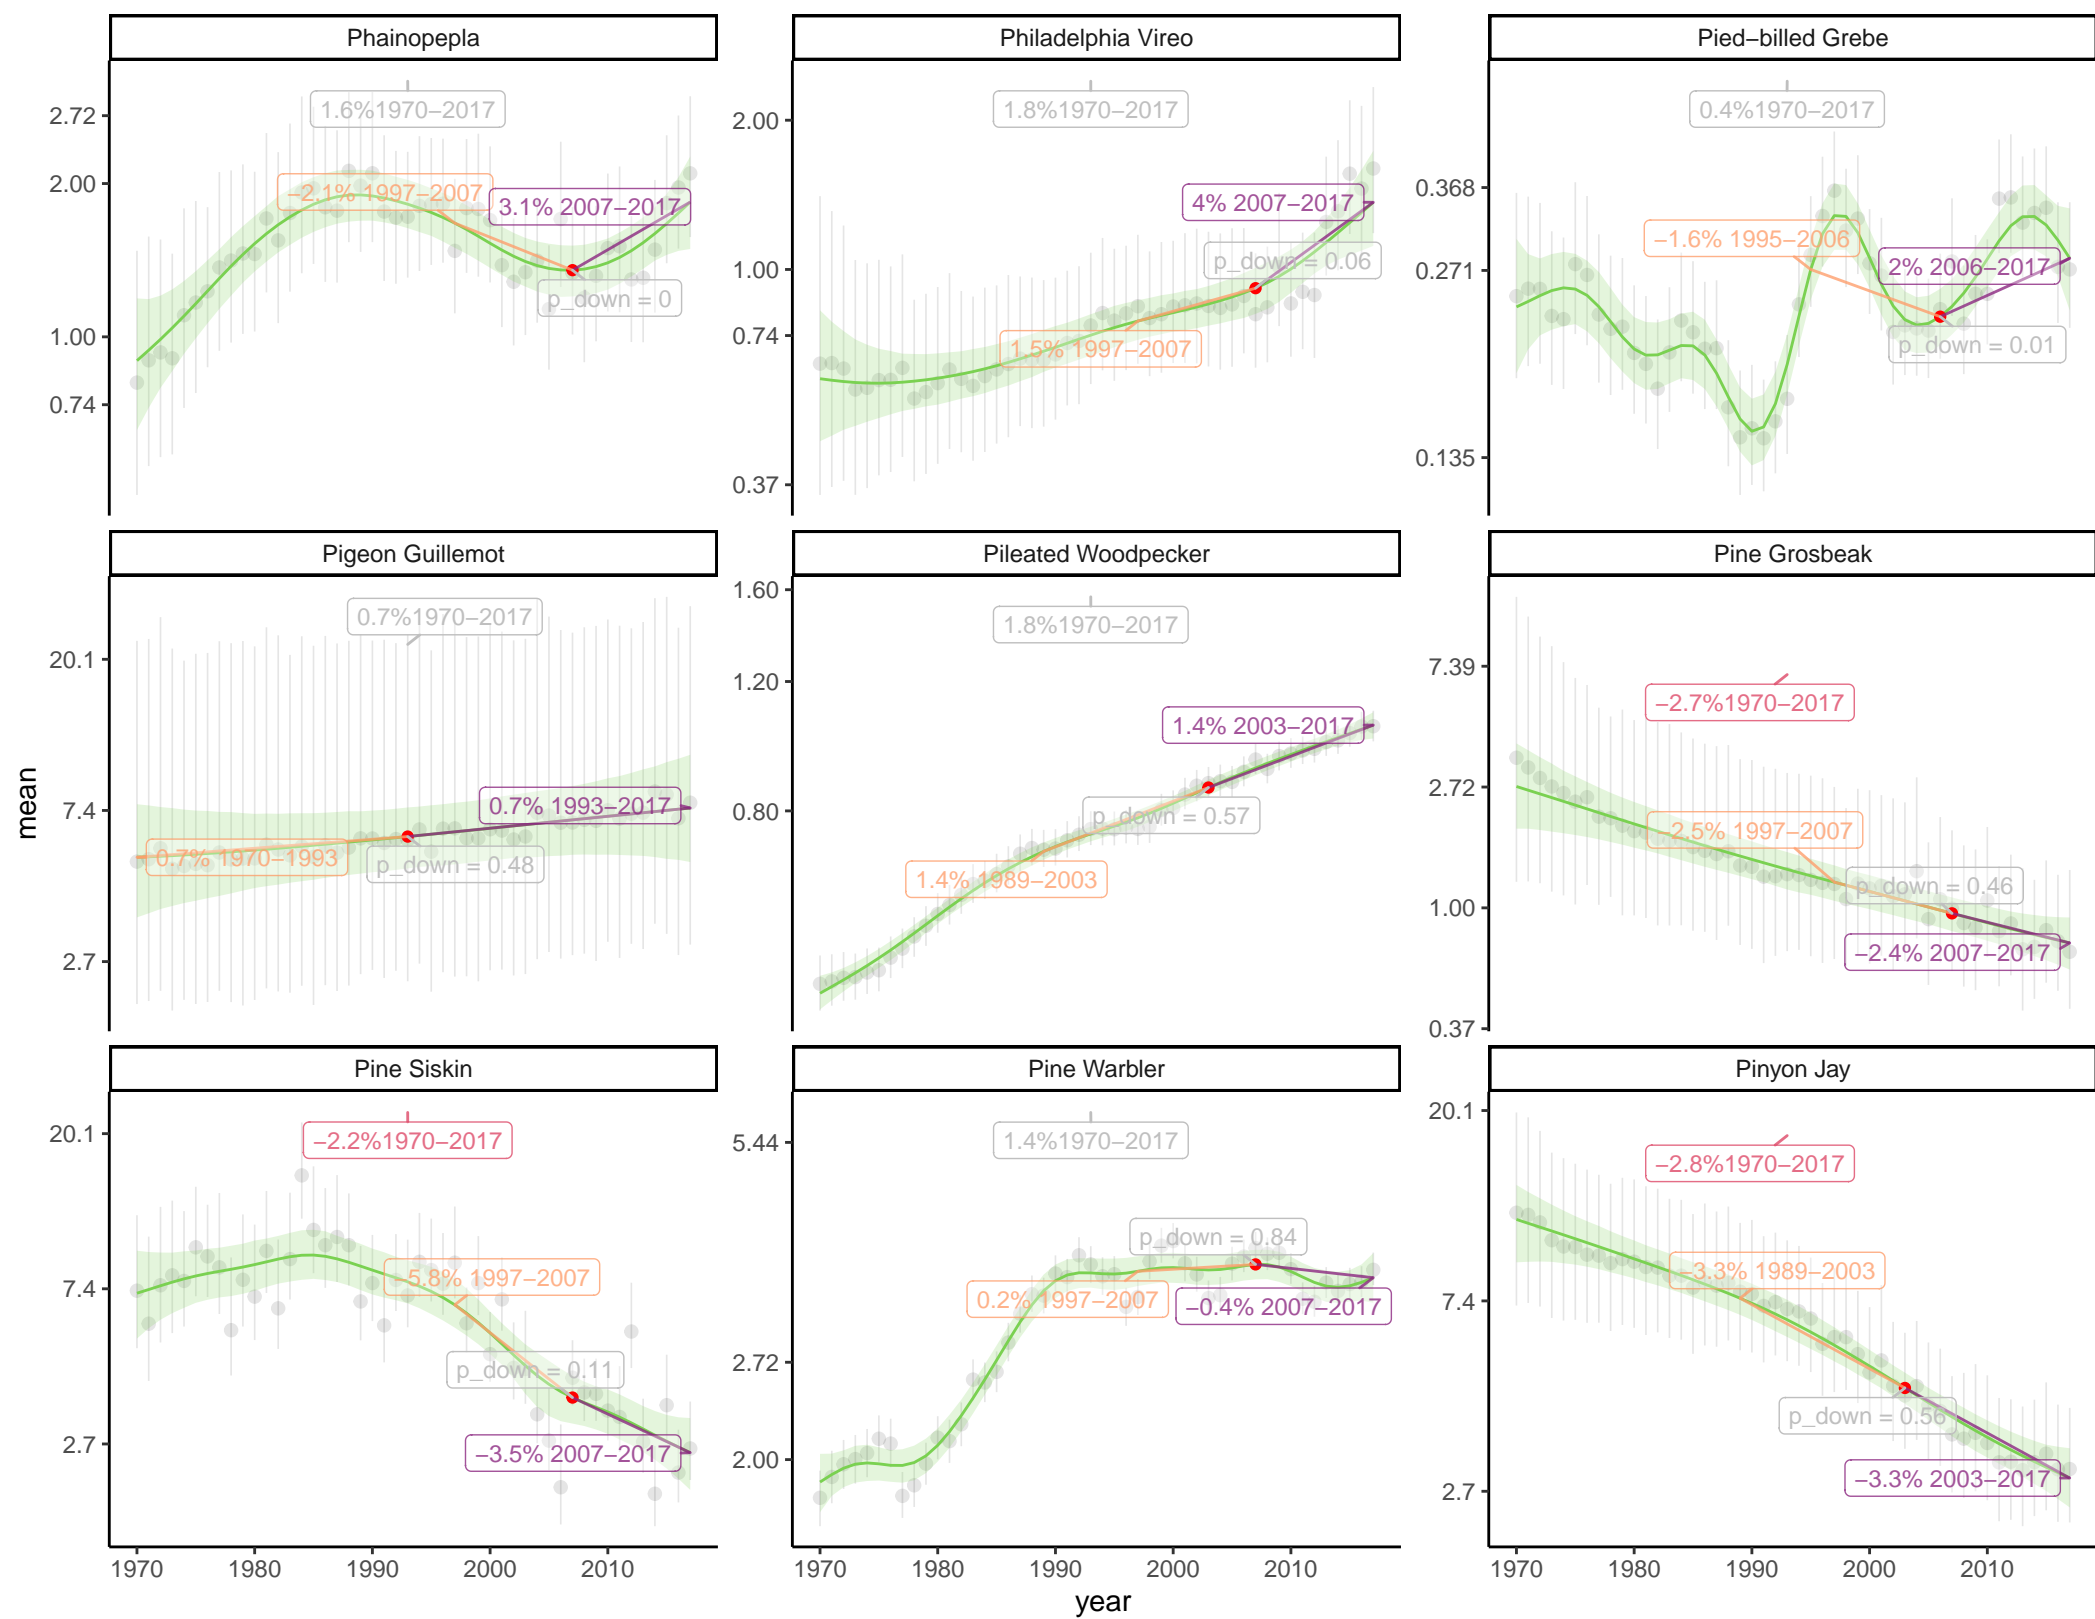 Phainopepla
Philadelphia Vireo
Pied−billed Grebe
2.72
2.00
1.00
0.74
1.6%1970−2017
−2.1% 1997−2007
3.1% 2007−2017
p_down = 0
2.00
1.00
0.74
0.37
1.8%1970−2017
4% 2007−2017
p_down = 0.06
1.5% 1997−2007
0.368
0.271
0.135
0.4%1970−2017
−1.6% 1995−2006
2% 2006−2017
p_down = 0.01
Pigeon Guillemot
Pileated Woodpecker
Pine Grosbeak
mean
20.1
7.4
2.7
0.7%1970−2017
0.7% 1993−2017
0.7% 1970−1993
p_down = 0.48
1.60
1.20
0.80
1.8%1970−2017
1.4% 2003−2017
p_down = 0.57
1.4% 1989−2003
7.39
2.72
1.00
0.37
−2.7%1970−2017
−2.5% 1997−2007
p_down = 0.46
−2.4% 2007−2017
Pine Siskin
Pine Warbler
Pinyon Jay
20.1
7.4
2.7
−2.2%1970−2017
−5.8% 1997−2007
p_down = 0.11
−3.5% 2007−2017
5.44
2.72
2.00
1.4%1970−2017
p_down = 0.84
0.2% 1997−2007
−0.4% 2007−2017
20.1
7.4
2.7
−2.8%1970−2017
−3.3% 1989−2003
p_down = 0.56
−3.3% 2003−2017
1970 1980 1990 2000 2010
1970 1980 1990 2000 2010
1970 1980 1990 2000 2010
year